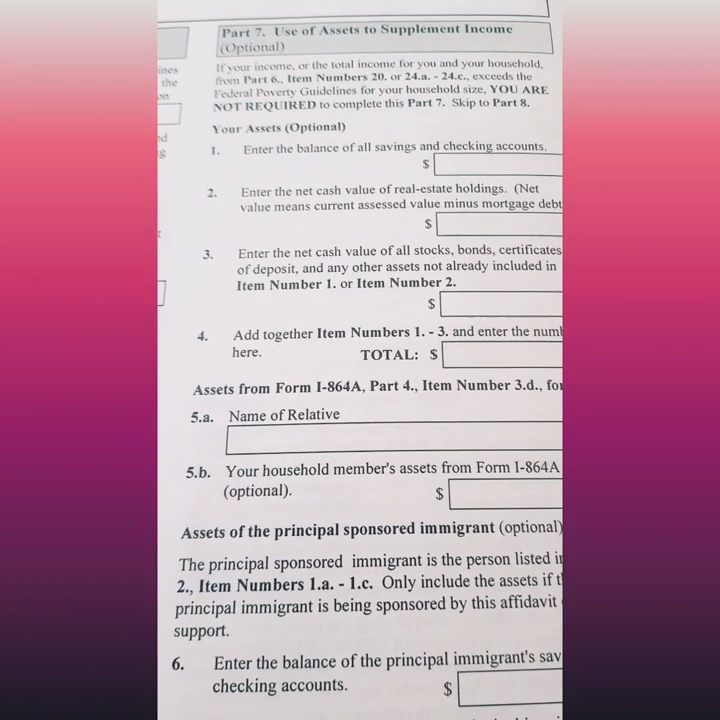 Part 7. Use of Assets to Supplement Income
(Optional)
If your income, or the total income for you and your household,
from Part 6., Item Numbers 20. or 24.a. - 24.c., exceeds the
Federal Poverty Guidelines for your household size, YOU ARE
NOT REQUIRED to complete this Part 7. Skip to Part 8.
Your Assets (Optional)
1. Enter the balance of all savings and checking accounts.
$
2. Enter the net cash value of real-estate holdings. (Net
value means current assessed value minus mortgage debt
$
3. Enter the net cash value of all stocks, bonds, certificates
of deposit, and any other assets not already included in
Item Number 1. or Item Number 2.
$
4. Add together Item Numbers 1. - 3. and enter the
here. TOTAL: $
Assets from Form I-864A, Part 4., Item Number 3.d.,
5.a. Name of Relative
5.b. Your household member's assets from Form I-864A
(optional). $
Assets of the principal sponsored immigrant (optional)
The principal sponsored immigrant is the person listed
2., Item Numbers 1.a. - 1.c. Only include the assets if
principal immigrant is being sponsored by this affidavit
support.
6. Enter the balance of the principal immigrant's sav
checking accounts. $